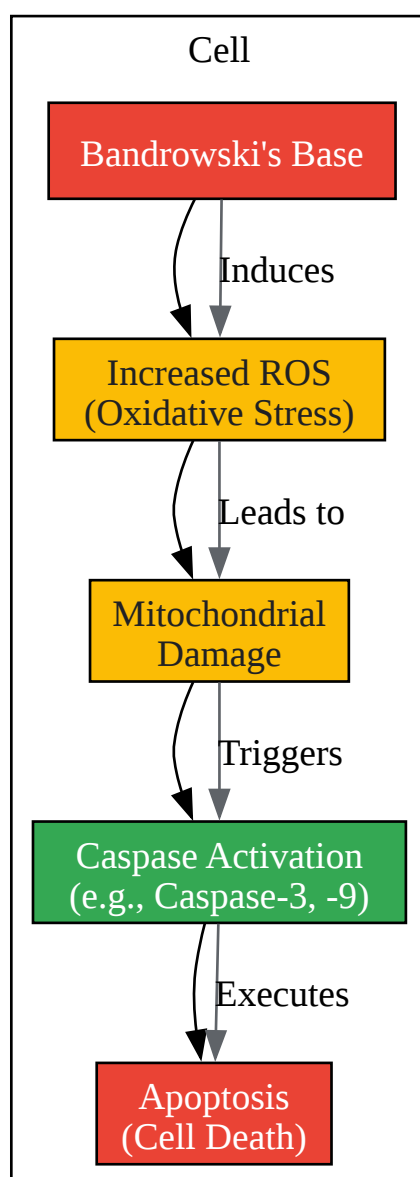 Cell
Bandrowski's Base
Induces
Increased ROS
(Oxidative Stress)
Leads to
Mitochondrial
Damage
Triggers
Caspase Activation
(e.g., Caspase-3, -9)
Executes
Apoptosis
(Cell Death)